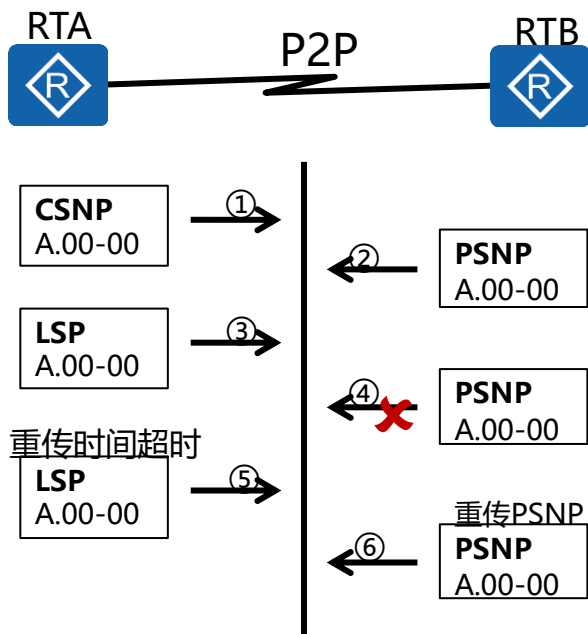 RTA
P2P
RTB
R
R
CSNP
A.00-00
①
②
PSNP
A.00-00
LSP
A.00-00
③
④
PSNP
A.00-00
重传时间超时
LSP
A.00-00
⑤
重传PSNP
⑥
PSNP
A.00-00